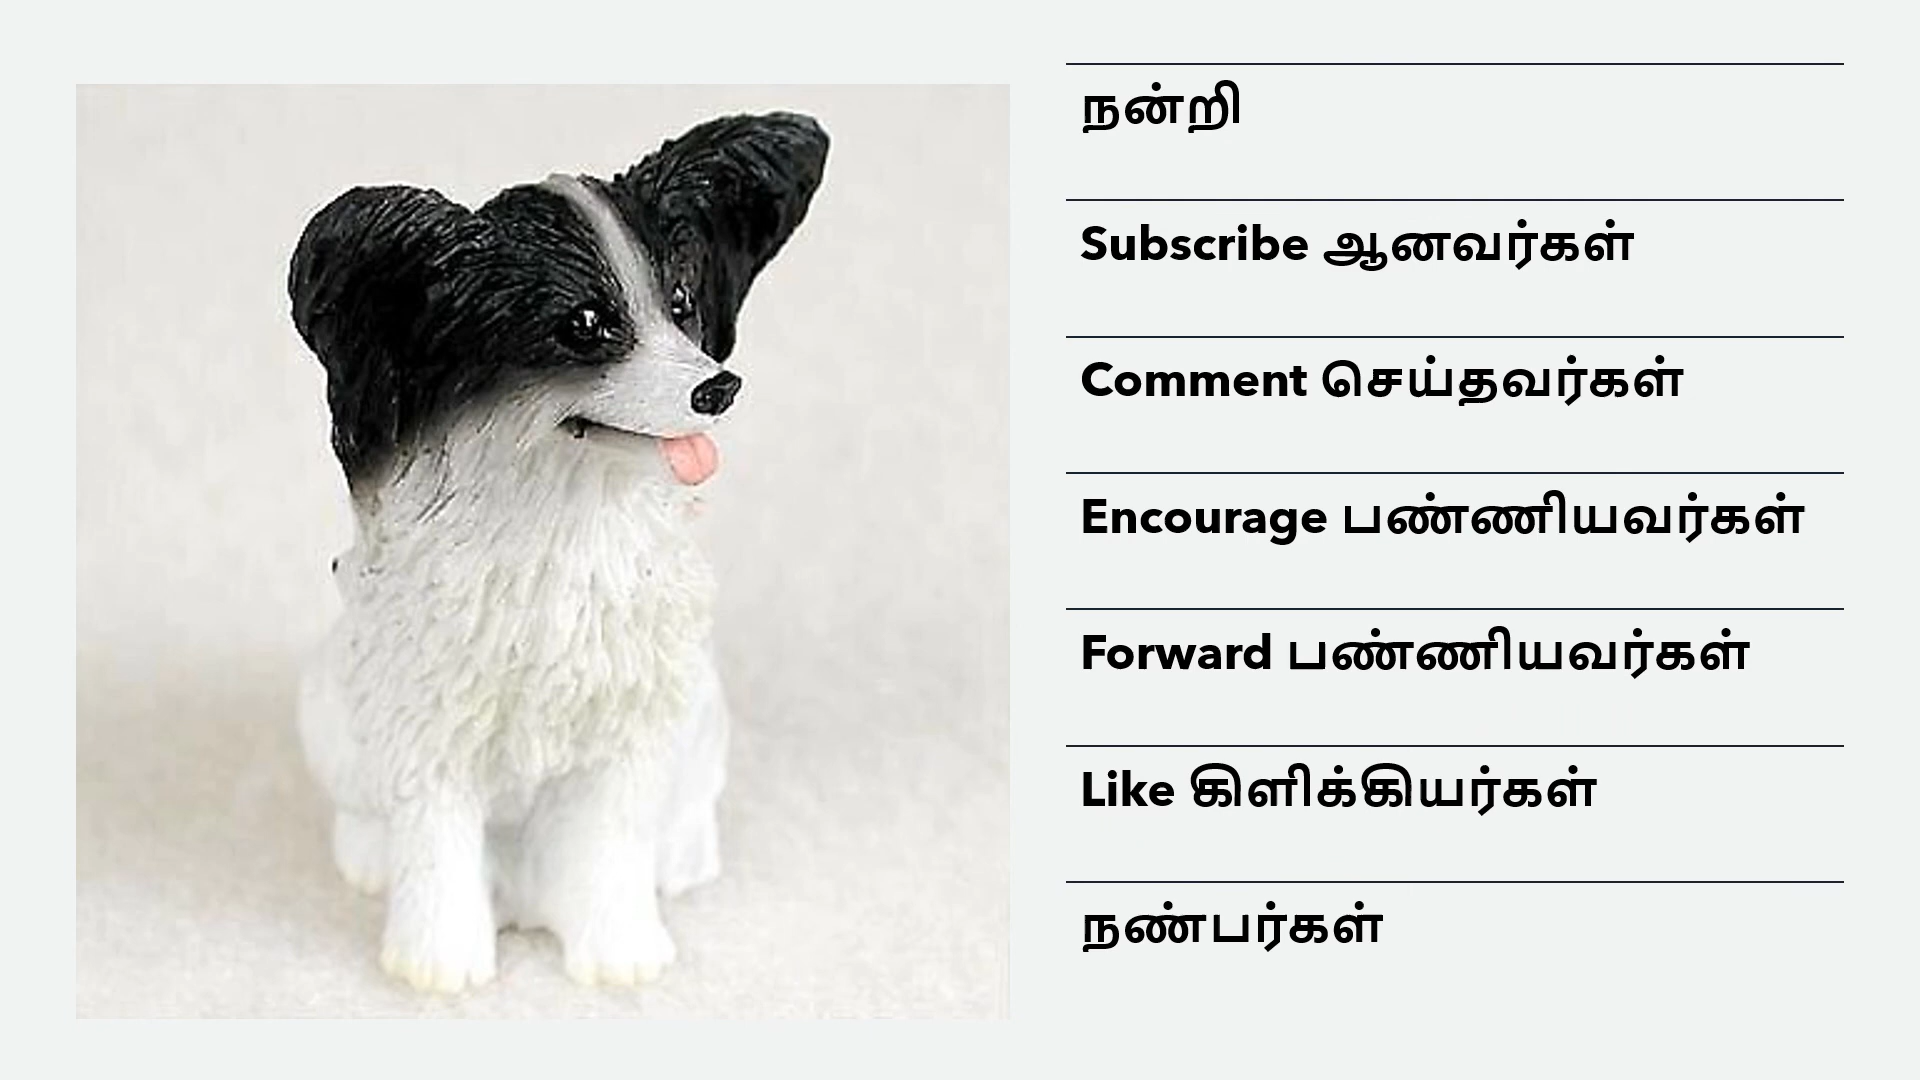 நன்றி
Subscribe ஆனவர்கள்
Comment செய்தவர்கள்
Encourage பண்ணியவர்கள்
Forward பண்ணியவர்கள்
Like கிளிக்கியர்கள்
நண்பர்கள்